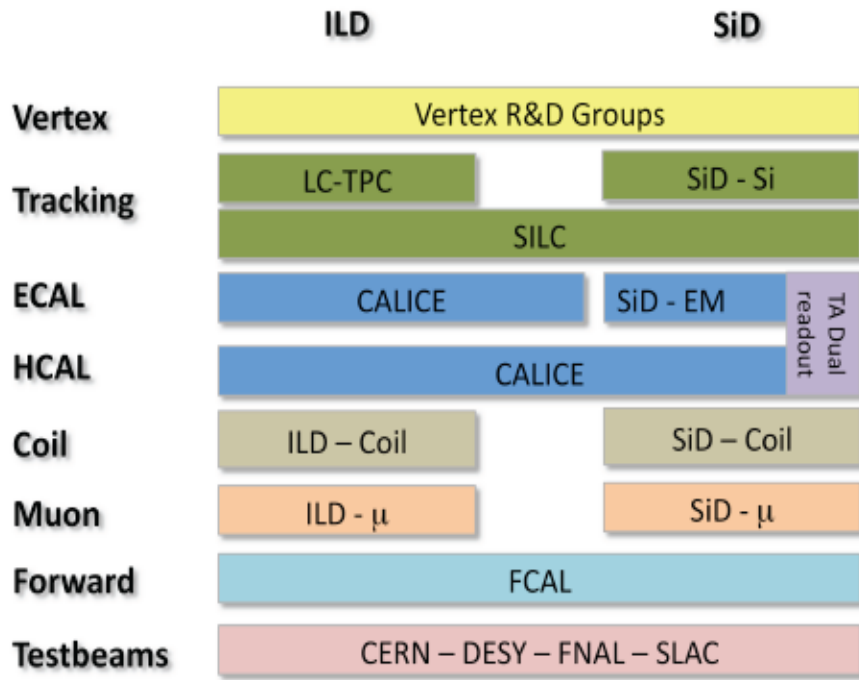 ILD SiD
Vertex Vertex R&D Groups
LC-TPC SiD - Si
Tracking
SILC
ECAL CALICE SiD - EM
TA Dual
readout
HCAL CALICE
Coil ILD – Coil SiD – Coil
Muon ILD - μ SiD - μ
Forward FCAL
Testbeams CERN – DESY – FNAL – SLAC